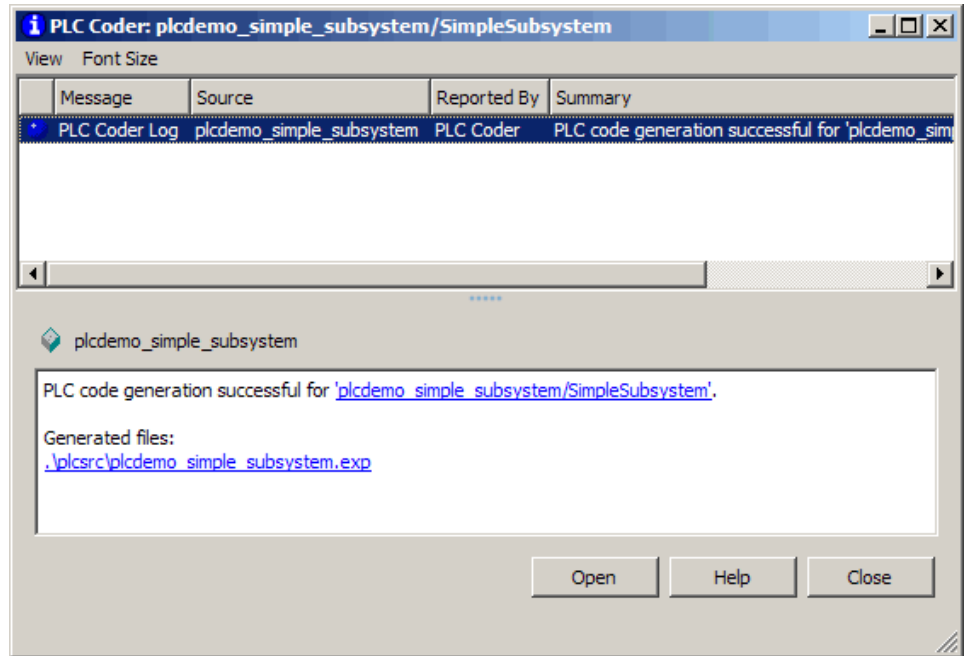 PLC Coder: plcdemo_simple_subsystem/SimpleSubsystem
View Font Size
Message Source Reported By Summary
PLC Coder Log plcdemo_simple_subsystem PLC Coder PLC code generation successful for 'plcdemo_sim
plcdemo_simple_subsystem
PLC code generation successful for 'plcdemo_simple_subsystem/SimpleSubsystem'.
Generated files:
.\plcsrc\plcdemo_simple_subsystem.exp
Open Help Close